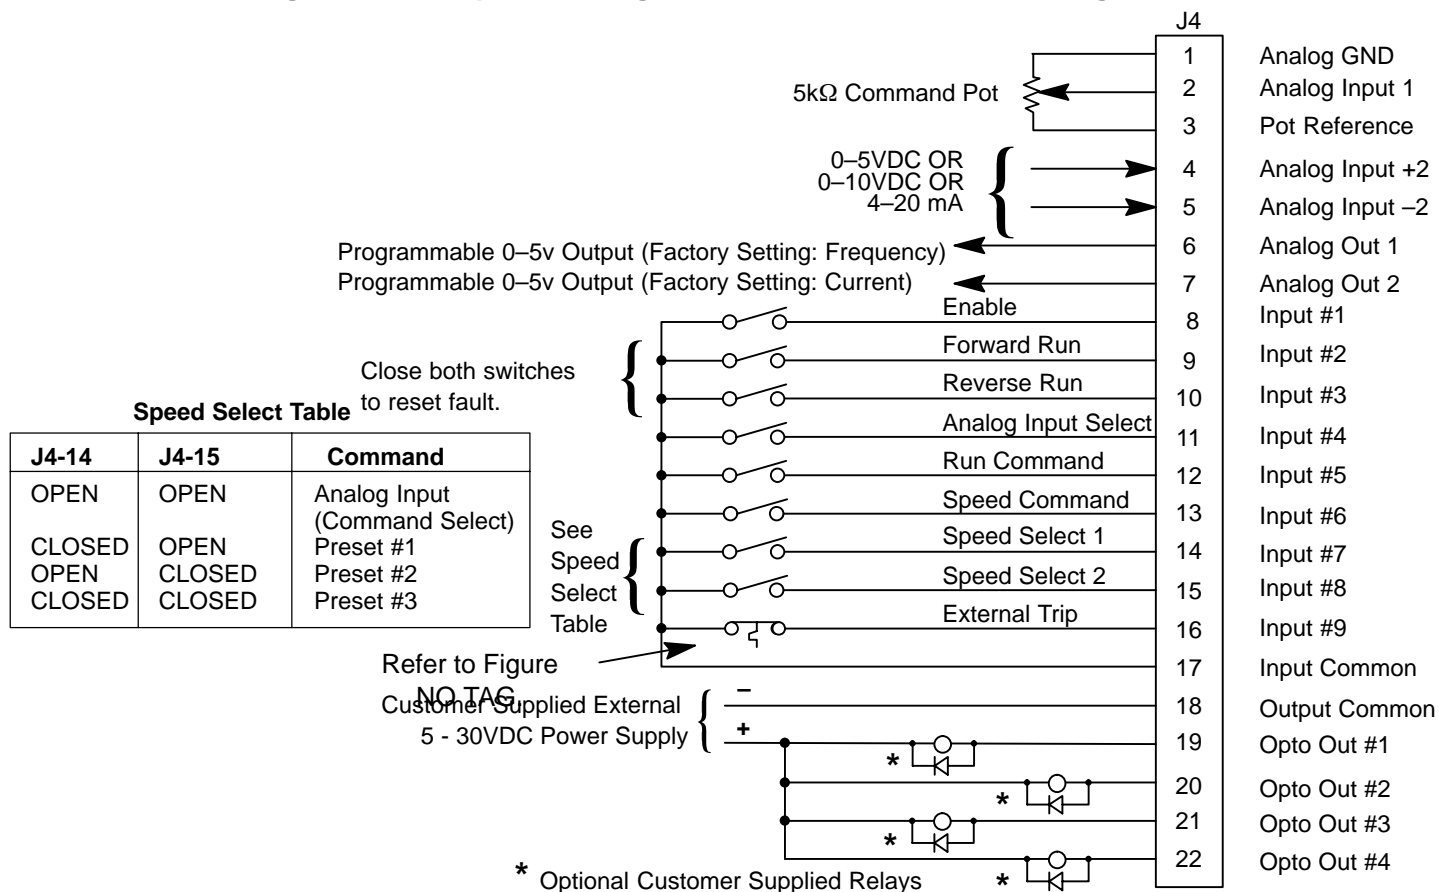 J4
1 Analog GND
5kΩ Command Pot 2 Analog Input 1
3 Pot Reference
0–5VDC OR
0–10VDC OR
4–20 mA
4 Analog Input +2
5 Analog Input –2
Programmable 0–5v Output (Factory Setting: Frequency) 6 Analog Out 1
Programmable 0–5v Output (Factory Setting: Current) 7 Analog Out 2
Enable 8 Input #1
Forward Run 9 Input #2
Close both switches
to reset fault.
Reverse Run 10 Input #3
Analog Input Select 11 Input #4
Run Command 12 Input #5
Speed Command 13 Input #6
Speed Select 1 14 Input #7
Speed Select 2 15 Input #8
External Trip 16 Input #9
17 Input Common
Speed Select Table
J4-14 J4-15 Command
OPEN OPEN Analog Input
(Command Select)
CLOSED OPEN Preset #1
OPEN CLOSED Preset #2
CLOSED CLOSED Preset #3
See
Speed
Select
Table
Refer to Figure
NO TAG.
Customer Supplied External
5 - 30VDC Power Supply
– 18 Output Common
+ * 19 Opto Out #1
* 20 Opto Out #2
* 21 Opto Out #3
* 22 Opto Out #4
* Optional Customer Supplied Relays